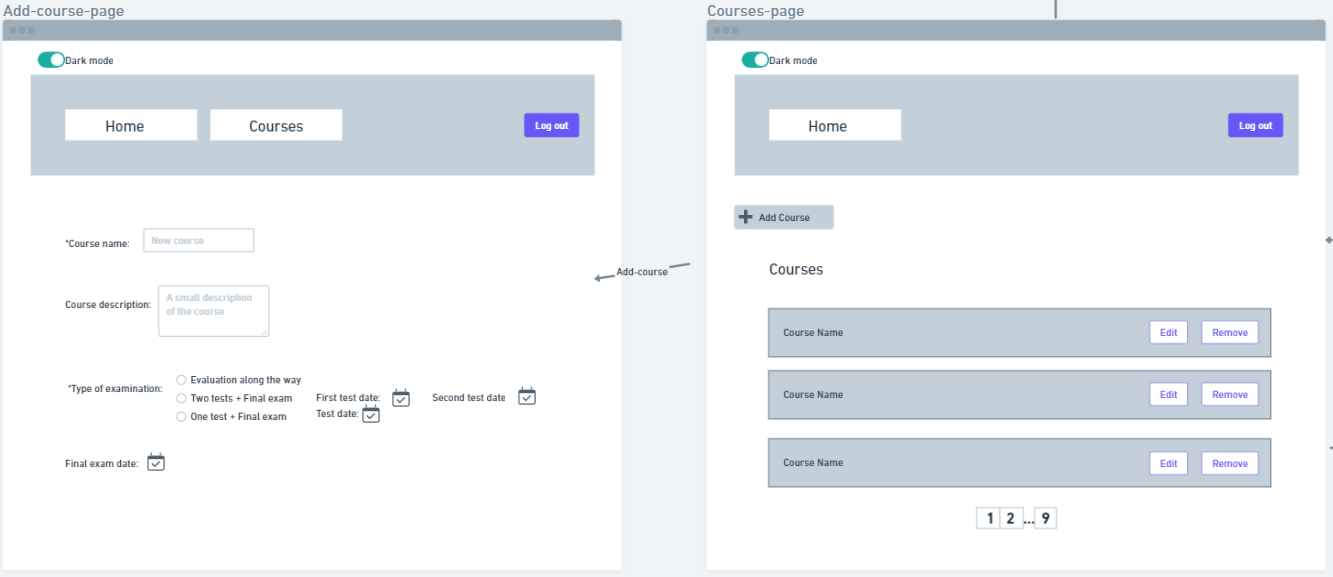 Add-course-page
Dark mode
Home
Courses
Log out
*Course name:
New course
Course description:
A small description
of the course
*Type of examination:
Evaluation along the way
Two tests + Final exam
First test date:
Second test date
One test + Final exam
Test date:
Final exam date:
Add-course
Courses-page
Dark mode
Home
Log out
Add Course
Courses
Course Name
Edit
Remove
Course Name
Edit
Remove
Course Name
Edit
Remove
1 2 ... 9